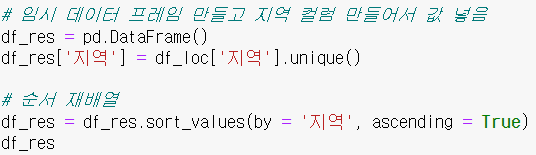 # 임시 데이터 프레임 만들고 지역 컬럼 만들어서 값 넣음
df_res = pd.DataFrame()
df_res['지역'] = df_loc['지역'].unique()
# 순서 재배열
df_res = df_res.sort_values(by = '지역', ascending = True)
df_res